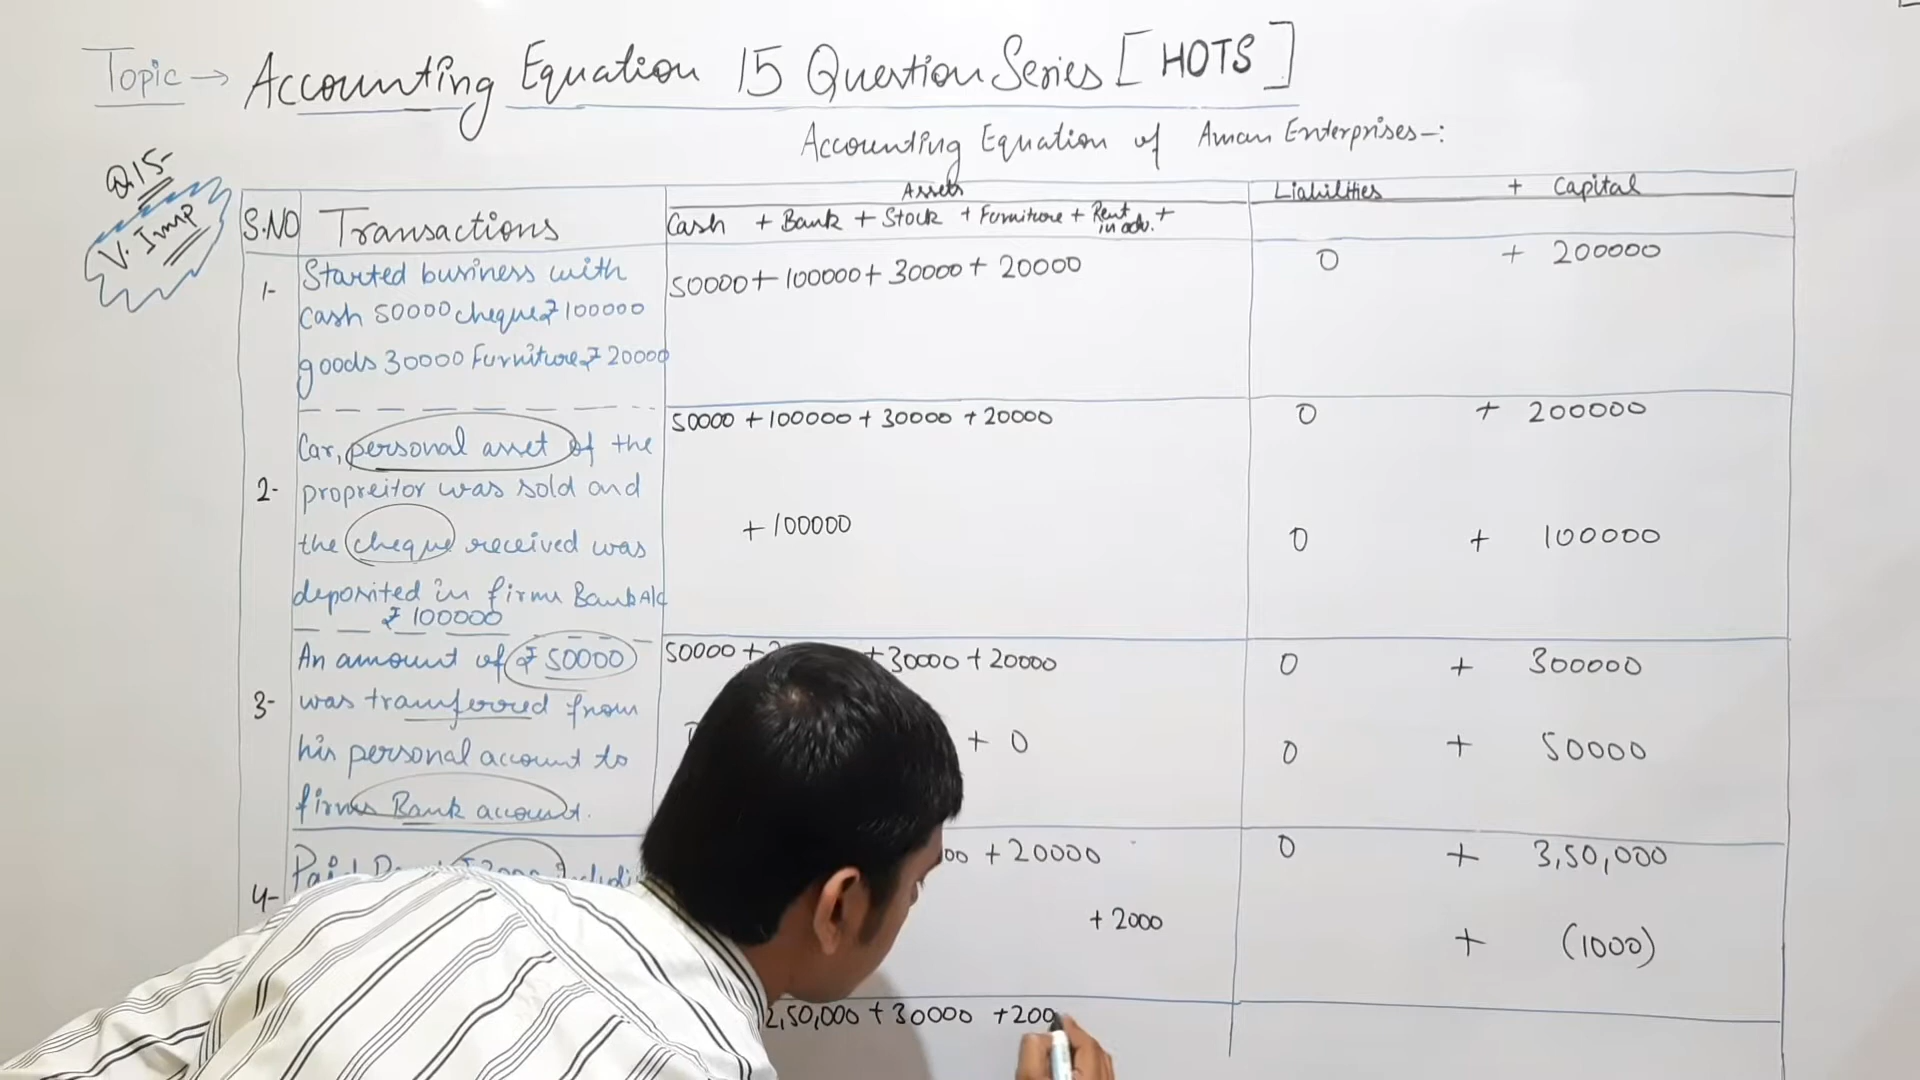 Topic → Accounting Equation 15 Question Series [HOTS]
Accounting Equation of Aman Enterprises-:
Q.15-
V. Imp
S.NO Transactions
Assets
Cash + Bank + Stock + Furniture + Rent in adv. +
Liabilities + Capital
1- Started business with
cash 50000 cheque ₹ 100000
goods 30000 Furniture ₹ 20000
50000 + 100000 + 30000 + 20000
0 + 200000
50000 + 100000 + 30000 + 20000
0 + 200000
2- Car, personal asset of the
propreitor was sold and
the cheque received was
deposited in firms Bank A/c
₹ 100000
+ 100000
0 + 100000
50000 + + 30000 + 20000
0 + 300000
3- An amount of ₹ 50000
was transferred from
his personal account to
firms Bank account.
+ 0
0 + 50000
+ 20000
0 + 3,50,000
4- Paid
+ 2000
+ (1000)
2,50,000 + 30000 + 200